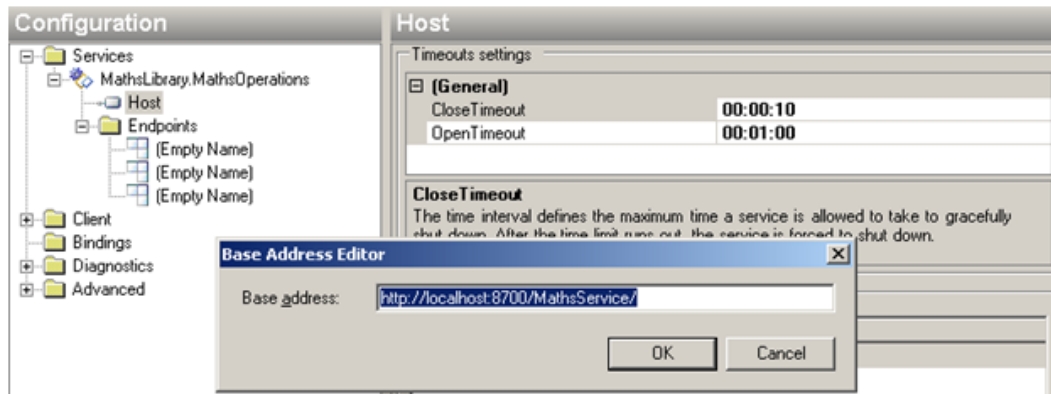 Configuration
Host
Services
MathsLibrary.MathsOperations
Host
Endpoints
(Empty Name)
(Empty Name)
(Empty Name)
Client
Bindings
Diagnostics
Advanced
Timeouts settings
(General)
CloseTimeout 00:00:10
OpenTimeout 00:01:00
CloseTimeout
The time interval defines the maximum time a service is allowed to take to gracefully
shut down. After the time limit runs out, the service is forced to shut down.
Base Address Editor
Base address: http://localhost:8700/MathsService/
OK Cancel